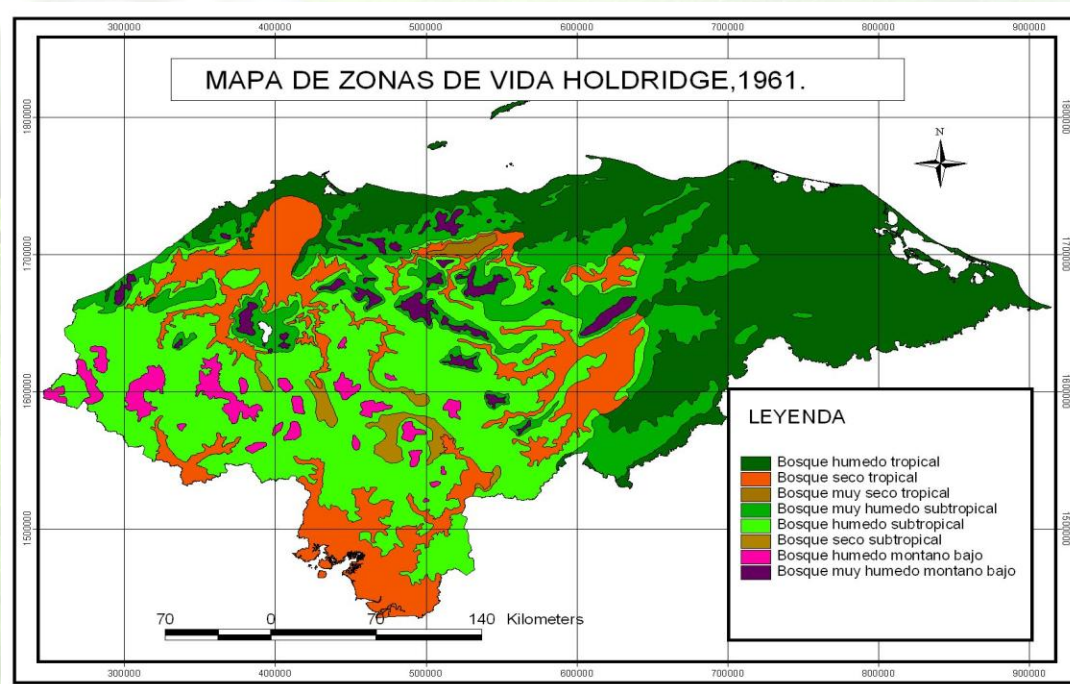 300000 400000 500000 600000 700000 800000 900000
MAPA DE ZONAS DE VIDA HOLDRIDGE,1961.
1800000 1800000
N
1700000 1700000
1600000 1600000
LEYENDA
Bosque humedo tropical
Bosque seco tropical
Bosque muy seco tropical
Bosque muy humedo subtropical
Bosque humedo subtropical
Bosque seco subtropical
Bosque humedo montano bajo
Bosque muy humedo montano bajo
1500000 1500000
70 0 70 140 Kilometers
300000 400000 500000 600000 700000 800000 900000